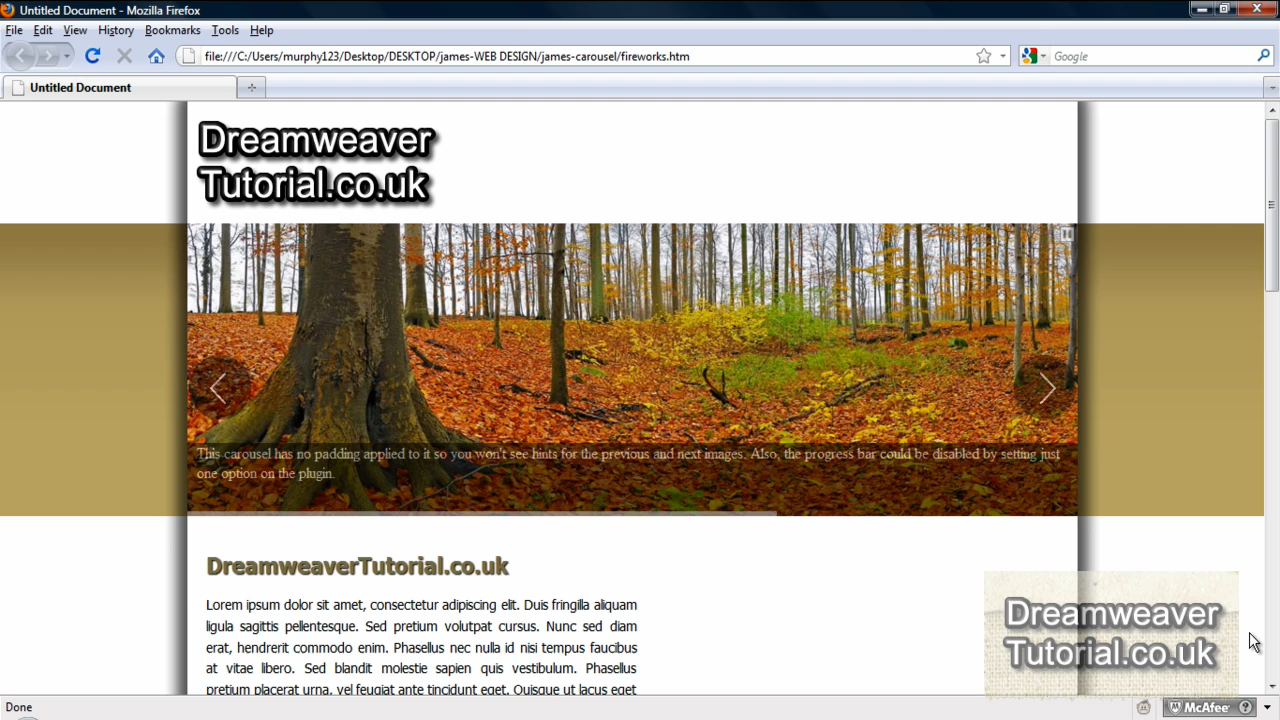 Untitled Document - Mozilla Firefox
File Edit View History Bookmarks Tools Help
file:///C:/Users/murphy123/Desktop/DESKTOP/james-WEB DESIGN/james-carousel/fireworks.htm
Google
Untitled Document
Dreamweaver
Tutorial.co.uk
This carousel has no padding applied to it so you won't see hints for the previous and next images. Also, the progress bar could be disabled by setting just
one option on the plugin.
DreamweaverTutorial.co.uk
Lorem ipsum dolor sit amet, consectetur adipiscing elit. Duis fringilla aliquam
ligula sagittis pellentesque. Sed pretium volutpat cursus. Nunc sed diam
erat, hendrerit commodo enim. Phasellus nec nulla id nisi tempus faucibus
at vitae libero. Sed blandit molestie sapien quis vestibulum. Phasellus
pretium placerat urna, vel feugiat ante tincidunt eget. Quisque ut lacus eget
Dreamweaver
Tutorial.co.uk
Done
McAfee